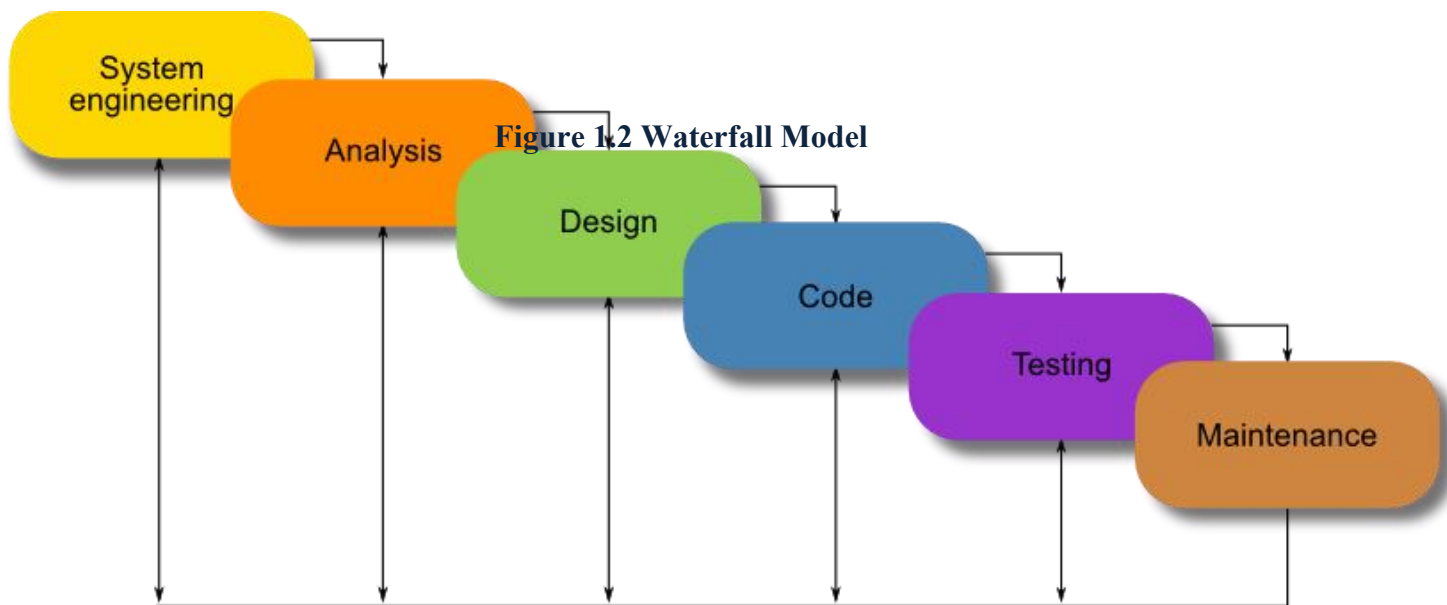 System
engineering
Analysis
Figure 1.2 Waterfall Model
Design
Code
Testing
Maintenance